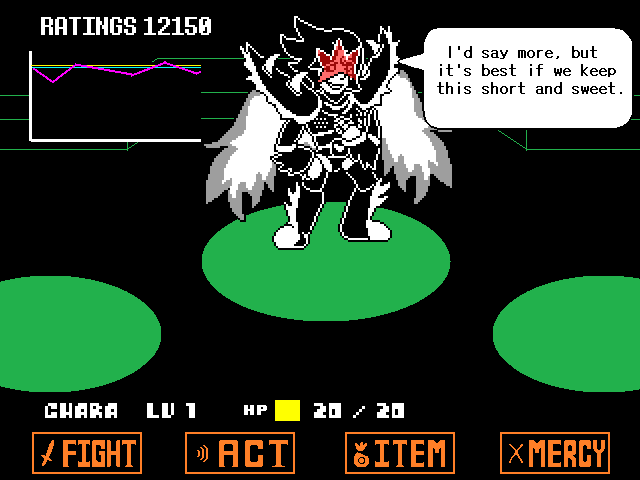 RATINGS 12150
I'd say more, but
it's best if we keep
this short and sweet.
CHARA LV 1 HP 20 / 20
FIGHT ACT ITEM MERCY